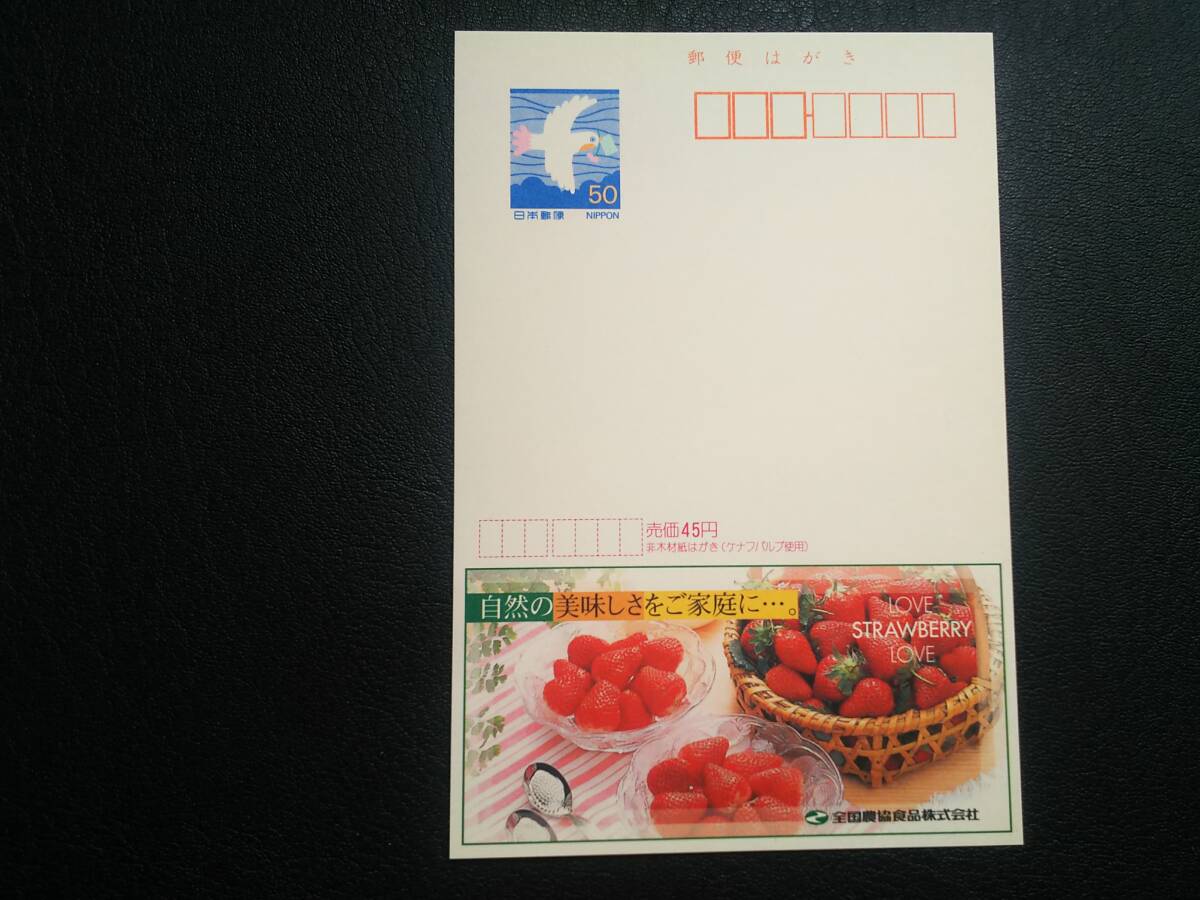 郵便はがき
50
日本郵便 NIPPON
売価45円
非木材紙はがき(ケナフパルプ使用)
自然の美味しさをご家庭に…。
LOVE
STRAWBERRY
LOVE
全国農協食品株式会社